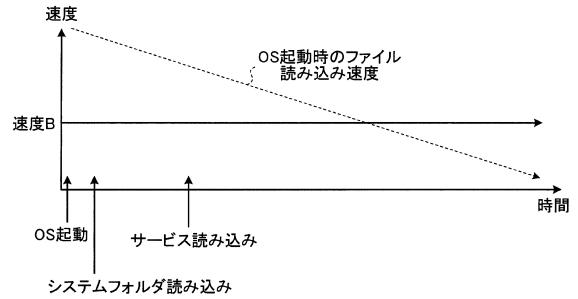 速度
OS起動時のファイル
読み込み速度
速度B
時間
OS起動
サービス読み込み
システムフォルダ読み込み